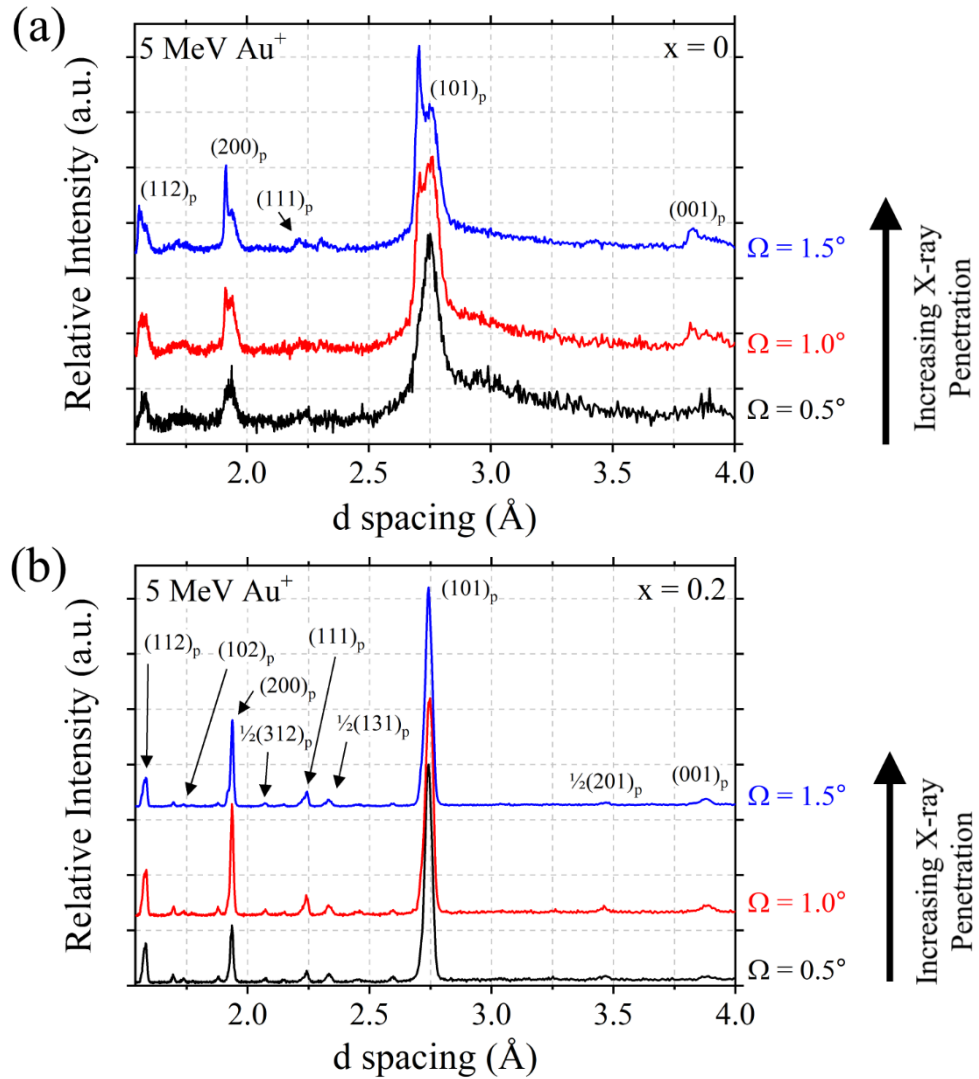 (a)
5 MeV Au⁺
x = 0
(101)ₚ
(200)ₚ
(112)ₚ
(111)ₚ
(001)ₚ
Ω = 1.5°
Ω = 1.0°
Ω = 0.5°
Relative Intensity (a.u.)
2.0 2.5 3.0 3.5 4.0
d spacing (Å)
Increasing X-ray
Penetration
(b)
5 MeV Au⁺
x = 0.2
(101)ₚ
(112)ₚ
(102)ₚ
(111)ₚ
(200)ₚ
½(312)ₚ
½(131)ₚ
½(201)ₚ
(001)ₚ
Ω = 1.5°
Ω = 1.0°
Ω = 0.5°
Relative Intensity (a.u.)
2.0 2.5 3.0 3.5 4.0
d spacing (Å)
Increasing X-ray
Penetration